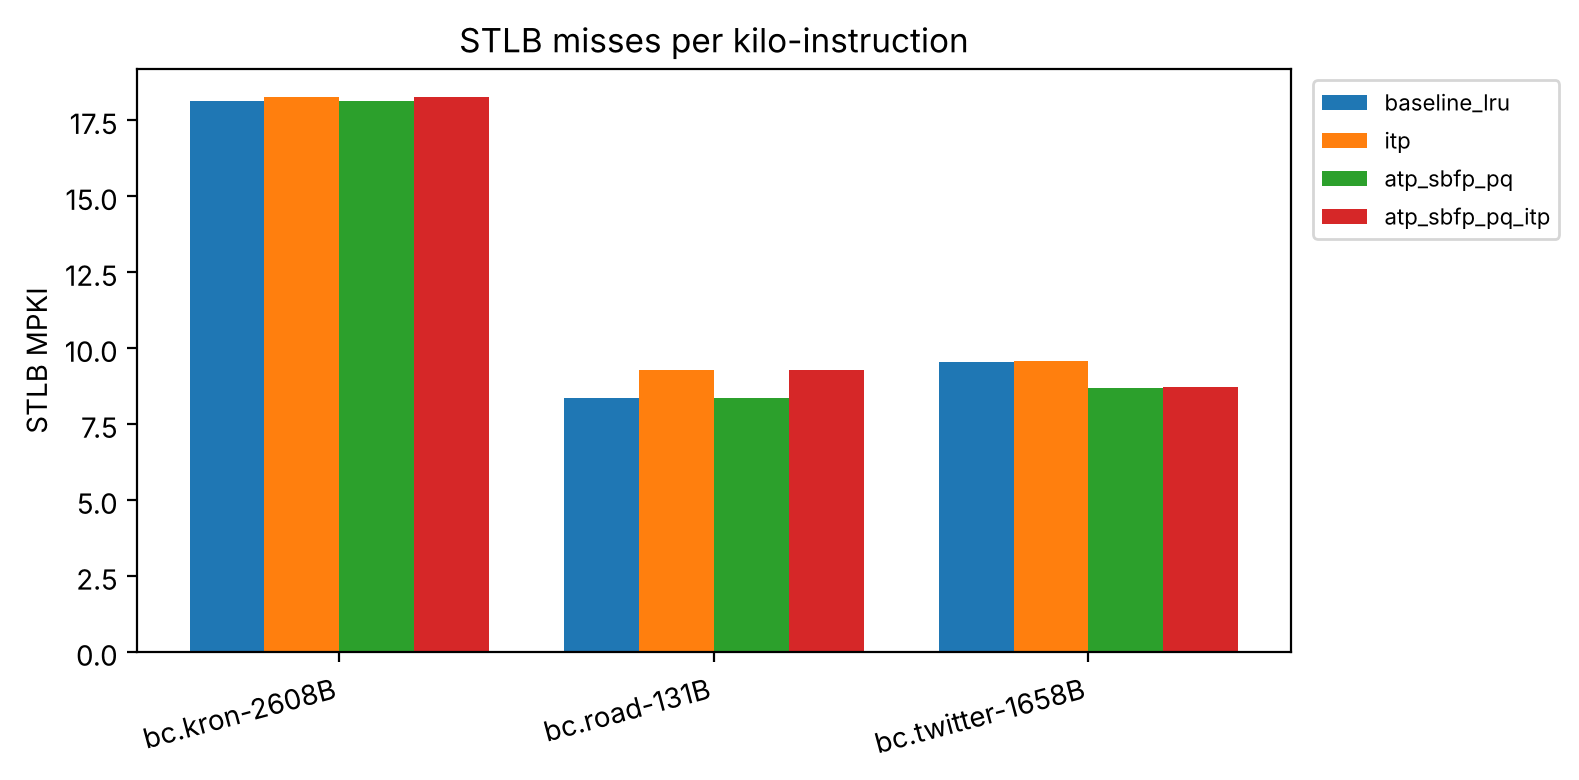 STLB misses per kilo-instruction
STLB MPKI
17.5
15.0
12.5
10.0
7.5
5.0
2.5
0.0
bc.kron-2608B
bc.road-131B
bc.twitter-1658B
baseline_lru
itp
atp_sbfp_pq
atp_sbfp_pq_itp